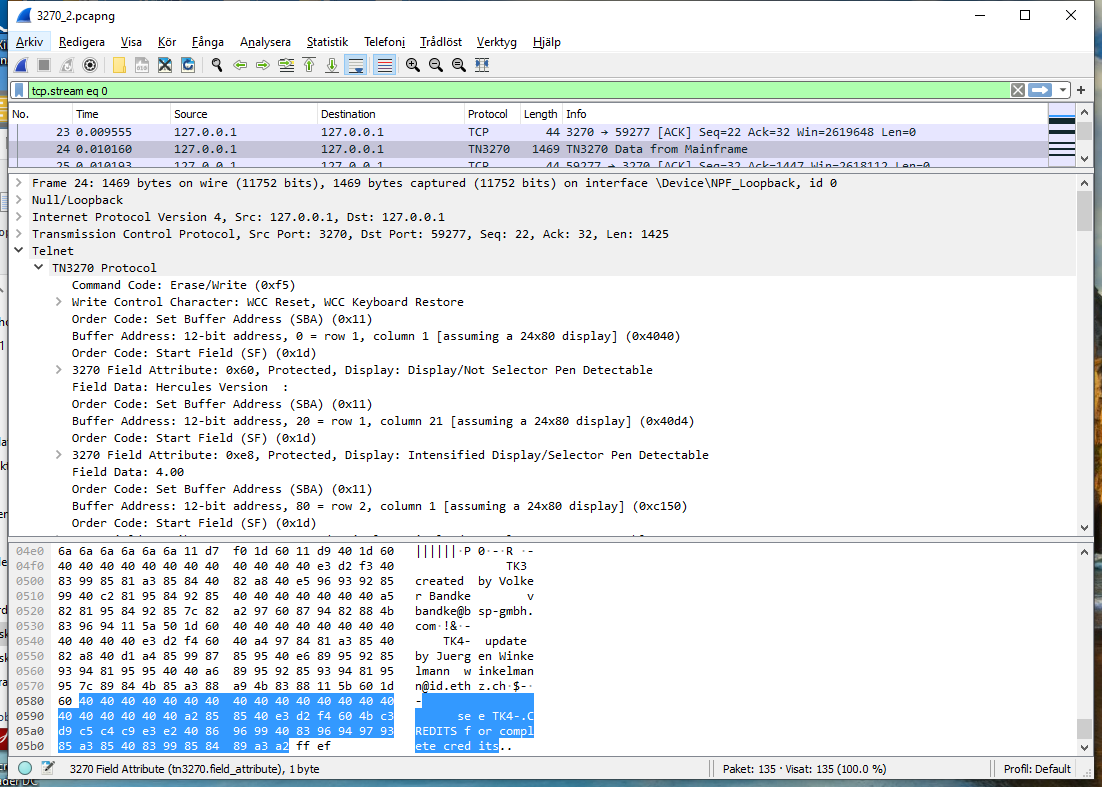 3270_2.pcapng
Arkiv Redigera Visa Kör Fånga Analysera Statistik Telefoni Trådlöst Verktyg Hjälp
tcp.stream eq 0
No. Time Source Destination Protocol Length Info
23 0.009555 127.0.0.1 127.0.0.1 TCP 44 3270 → 59277 [ACK] Seq=22 Ack=32 Win=2619648 Len=0
24 0.010160 127.0.0.1 127.0.0.1 TN3270 1469 TN3270 Data from Mainframe
25 0.010193 127.0.0.1 127.0.0.1 TCP 44 59277 → 3270 [ACK] Seq=32 Ack=1447 Win=2618112 Len=0
Frame 24: 1469 bytes on wire (11752 bits), 1469 bytes captured (11752 bits) on interface \Device\NPF_Loopback, id 0
Null/Loopback
Internet Protocol Version 4, Src: 127.0.0.1, Dst: 127.0.0.1
Transmission Control Protocol, Src Port: 3270, Dst Port: 59277, Seq: 22, Ack: 32, Len: 1425
Telnet
TN3270 Protocol
Command Code: Erase/Write (0xf5)
Write Control Character: WCC Reset, WCC Keyboard Restore
Order Code: Set Buffer Address (SBA) (0x11)
Buffer Address: 12-bit address, 0 = row 1, column 1 [assuming a 24x80 display] (0x4040)
Order Code: Start Field (SF) (0x1d)
3270 Field Attribute: 0x60, Protected, Display: Display/Not Selector Pen Detectable
Field Data: Hercules Version  :
Order Code: Set Buffer Address (SBA) (0x11)
Buffer Address: 12-bit address, 20 = row 1, column 21 [assuming a 24x80 display] (0x40d4)
Order Code: Start Field (SF) (0x1d)
3270 Field Attribute: 0xe8, Protected, Display: Intensified Display/Selector Pen Detectable
Field Data: 4.00
Order Code: Set Buffer Address (SBA) (0x11)
Buffer Address: 12-bit address, 80 = row 2, column 1 [assuming a 24x80 display] (0xc150)
Order Code: Start Field (SF) (0x1d)
04e0 6a 6a 6a 6a 6a 6a 11 d7 f0 1d 60 11 d9 40 1d 60 ||||||·P 0·-·R ·-
04f0 40 40 40 40 40 40 40 40 40 40 40 40 e3 d2 f3 40 TK3
0500 83 99 85 81 a3 85 84 40 82 a8 40 e5 96 93 92 85 created by Volke
0510 99 40 c2 81 95 84 92 85 40 40 40 40 40 40 40 a5 r Bandke v
0520 82 81 95 84 92 85 7c 82 a2 97 60 87 94 82 88 4b bandke@b sp-gmbh.
0530 83 96 94 11 5a 50 1d 60 40 40 40 40 40 40 40 40 com·!&·-
0540 40 40 40 40 e3 d2 f4 60 40 a4 97 84 81 a3 85 40 TK4- update
0550 82 a8 40 d1 a4 85 99 87 85 95 40 e6 89 95 92 85 by Juerg en Winke
0560 93 94 81 95 95 40 40 a6 89 95 92 85 93 94 81 95 lmann w inkelman
0570 95 7c 89 84 4b 85 a3 88 a9 4b 83 88 11 5b 60 1d n@id.eth z.ch·$-·
0580 60 40 40 40 40 40 40 40 40 40 40 40 40 40 40 40 -
0590 40 40 40 40 40 40 a2 85 85 40 e3 d2 f4 60 4b c3 se e TK4-.C
05a0 d9 c5 c4 c9 e3 e2 40 86 96 99 40 83 96 94 97 93 REDITS f or compl
05b0 85 a3 85 40 83 99 85 84 89 a3 a2 ff ef ete cred its··
3270 Field Attribute (tn3270.field_attribute), 1 byte Paket: 135 · Visat: 135 (100.0 %) Profil: Default